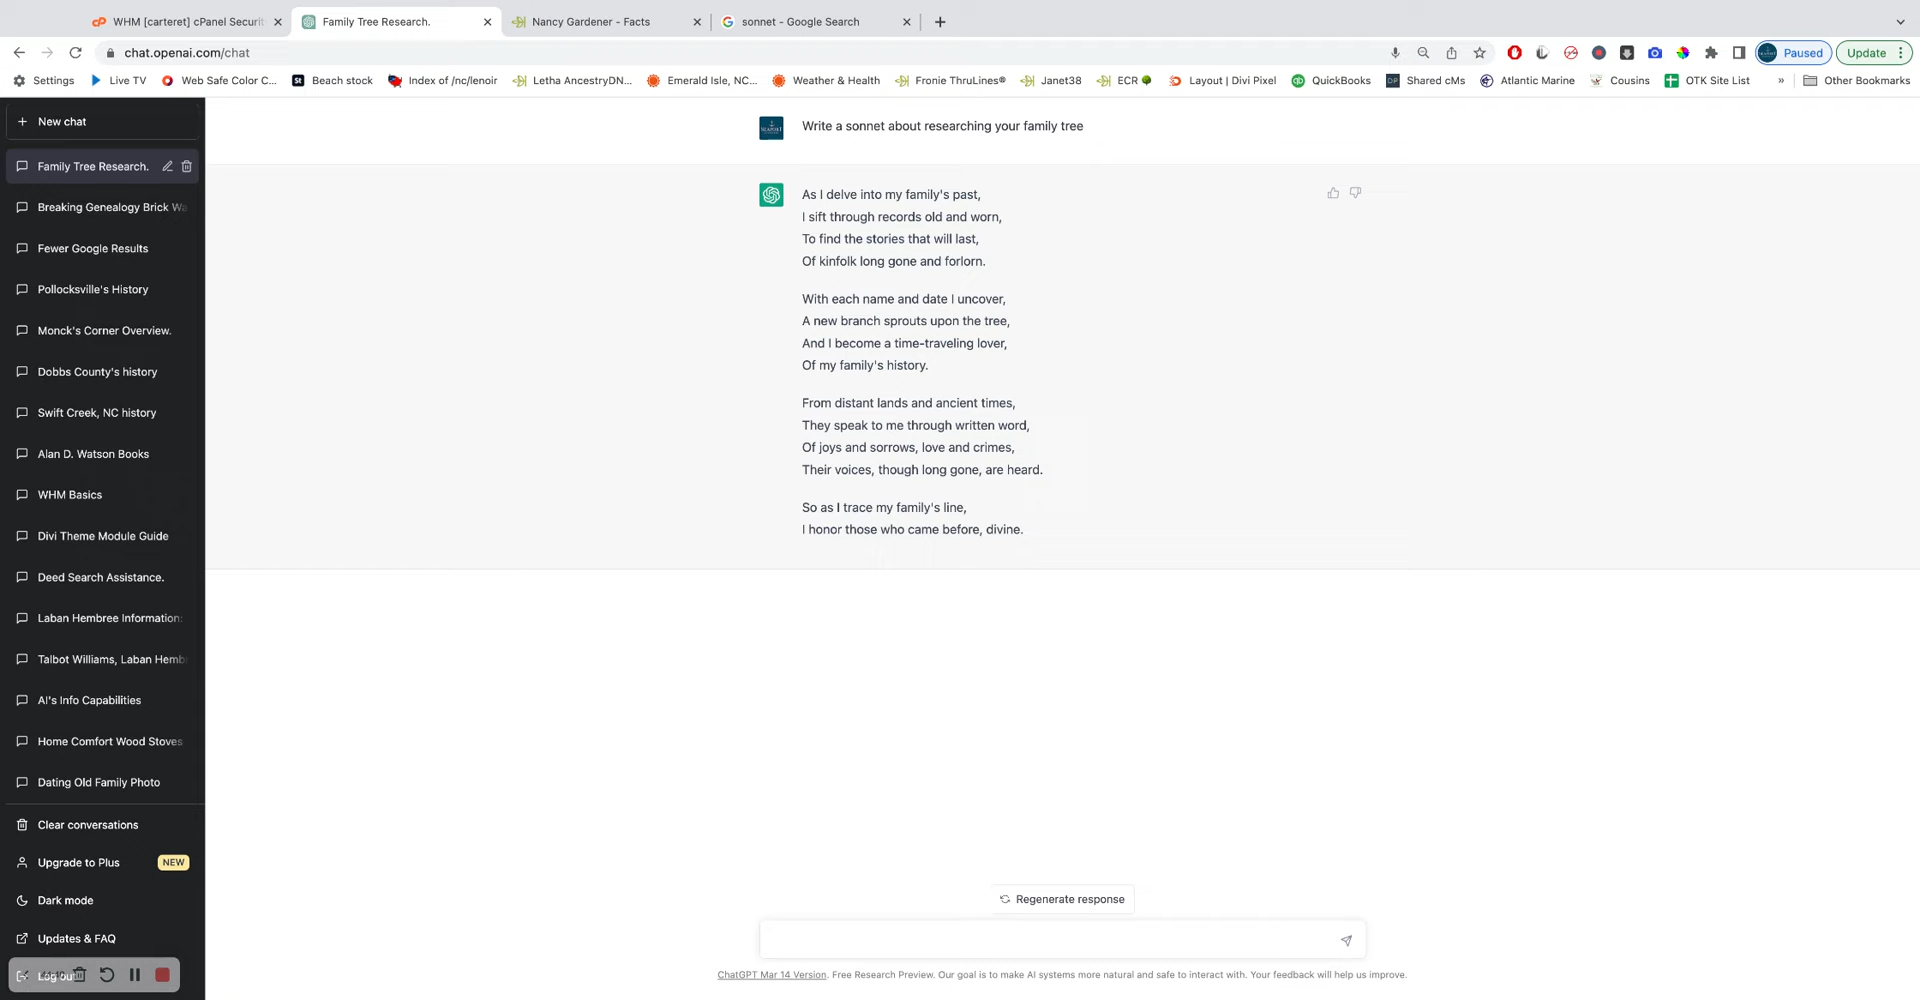 WHM [carteret] cPanel Securit
Family Tree Research.
Nancy Gardener - Facts
sonnet - Google Search
chat.openai.com/chat
Paused
Update
Settings
Live TV
Web Safe Color C...
Beach stock
Index of /nc/lenoir
Letha AncestryDN...
Emerald Isle, NC...
Weather & Health
Fronie ThruLines®
Janet38
ECR
Layout | Divi Pixel
QuickBooks
Shared cMs
Atlantic Marine
Cousins
OTK Site List
»
Other Bookmarks
New chat
Family Tree Research.
Breaking Genealogy Brick Wa
Fewer Google Results
Pollocksville's History
Monck's Corner Overview.
Dobbs County's history
Swift Creek, NC history
Alan D. Watson Books
WHM Basics
Divi Theme Module Guide
Deed Search Assistance.
Laban Hembree Information:
Talbot Williams, Laban Hemb
AI's Info Capabilities
Home Comfort Wood Stoves
Dating Old Family Photo
Clear conversations
Upgrade to Plus
NEW
Dark mode
Updates & FAQ
Log out
Write a sonnet about researching your family tree
As I delve into my family's past,
I sift through records old and worn,
To find the stories that will last,
Of kinfolk long gone and forlorn.
With each name and date I uncover,
A new branch sprouts upon the tree,
And I become a time-traveling lover,
Of my family's history.
From distant lands and ancient times,
They speak to me through written word,
Of joys and sorrows, love and crimes,
Their voices, though long gone, are heard.
So as I trace my family's line,
I honor those who came before, divine.
Regenerate response
ChatGPT Mar 14 Version. Free Research Preview. Our goal is to make AI systems more natural and safe to interact with. Your feedback will help us improve.